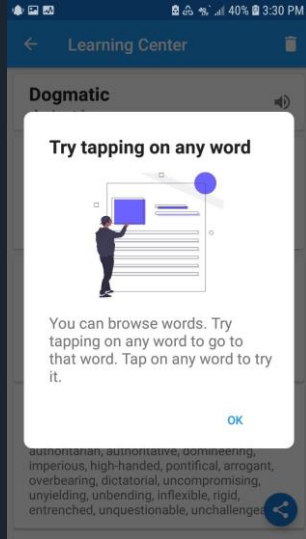 40% 3:30 PM
Learning Center
Dogmatic
Try tapping on any word
You can browse words. Try
tapping on any word to go to
that word. Tap on any word to try
it.
OK
authoritarian, authoritative, domineering,
imperious, high-handed, pontifical, arrogant,
overbearing, dictatorial, uncompromising,
unyielding, unbending, inflexible, rigid,
entrenched, unquestionable,